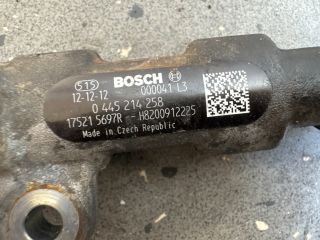 515 BOSCH
12-12-12 000041 L3
0 445 214 258
175215697R --H8200912225
Made in Czech Republic